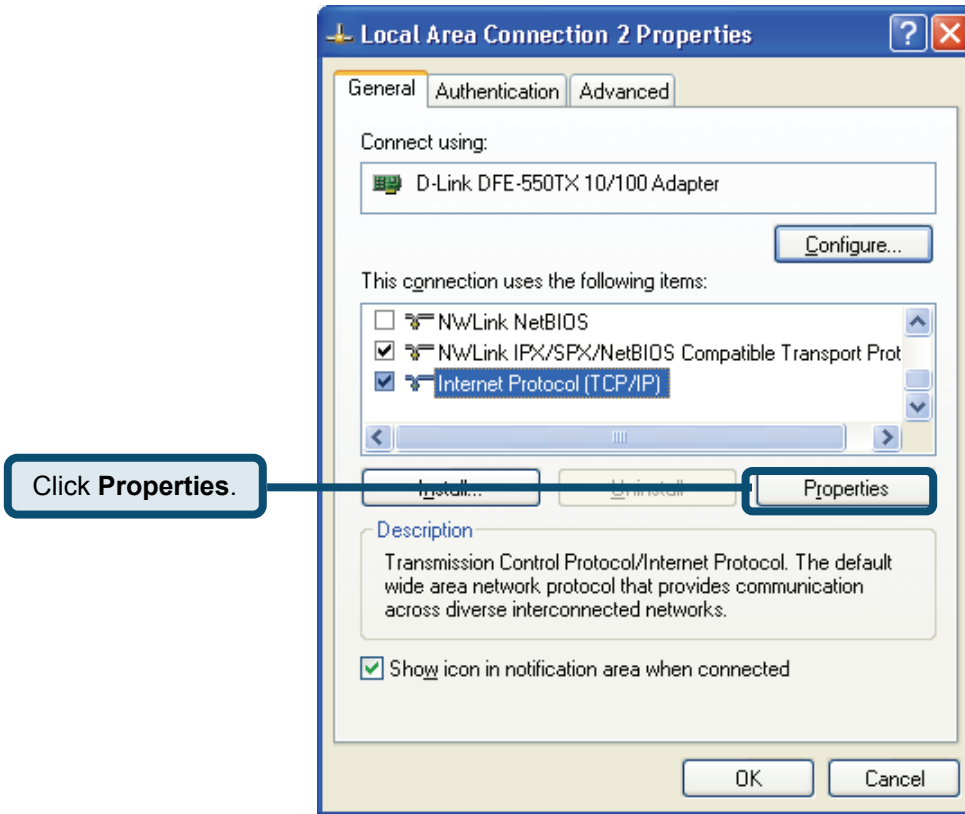 Local Area Connection 2 Properties
General Authentication Advanced
Connect using:
D-Link DFE-550TX 10/100 Adapter
Configure...
This connection uses the following items:
NWLink NetBIOS
NWLink IPX/SPX/NetBIOS Compatible Transport Prot
Internet Protocol (TCP/IP)
Click Properties.
Install... Uninstall Properties
Description
Transmission Control Protocol/Internet Protocol. The default
wide area network protocol that provides communication
across diverse interconnected networks.
Show icon in notification area when connected
OK Cancel